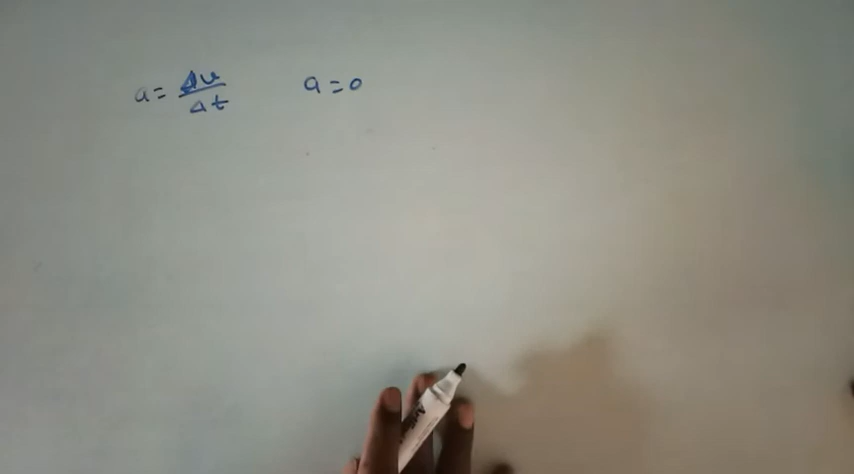 a = Δv/Δt    a = 0